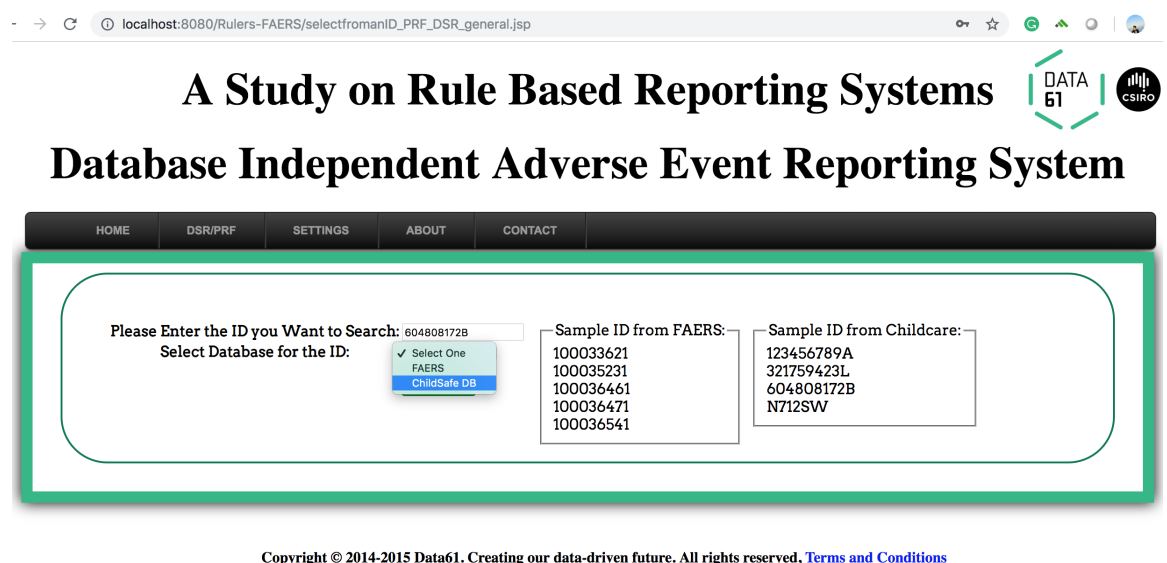 localhost:8080/Rulers-FAERS/selectfromanID_PRF_DSR_general.jsp
A Study on Rule Based Reporting Systems
DATA
61
CSIRO
Database Independent Adverse Event Reporting System
HOME DSR/PRF SETTINGS ABOUT CONTACT
Please Enter the ID you Want to Search: 604808172B
Select Database for the ID:
✓ Select One
FAERS
ChildSafe DB
Sample ID from FAERS:
100033621
100035231
100036461
100036471
100036541
Sample ID from Childcare:
123456789A
321759423L
604808172B
N712SW
Copyright © 2014-2015 Data61. Creating our data-driven future. All rights reserved, Terms and Conditions